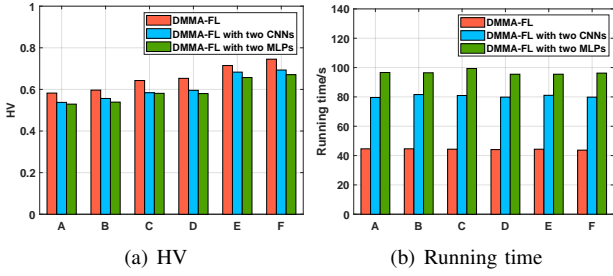 DMMA-FL
DMMA-FL with two CNNs
DMMA-FL with two MLPs
HV
1
0.8
0.6
0.4
0.2
0
A B C D E F
(a) HV
DMMA-FL
DMMA-FL with two CNNs
DMMA-FL with two MLPs
Running time/s
140
120
100
80
60
40
20
0
A B C D E F
(b) Running time